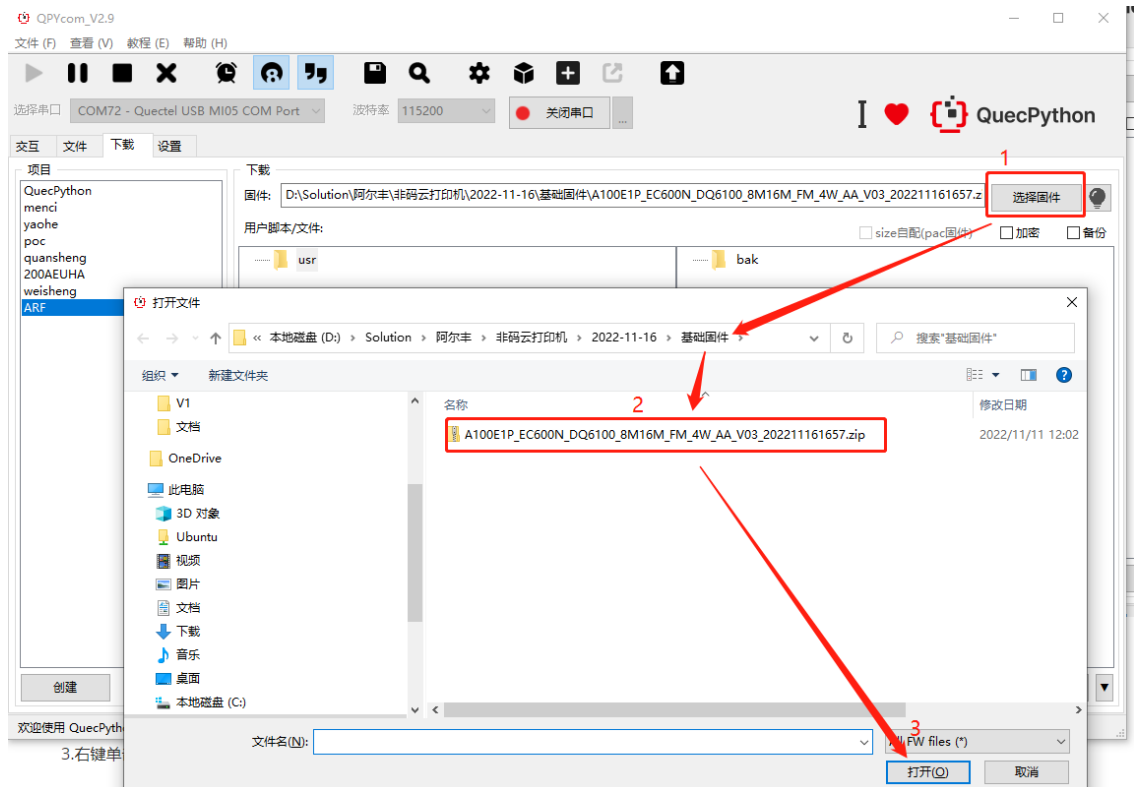 QPYcom_V2.9
文件 (F) 查看 (V) 教程 (E) 帮助 (H)
选择串口 COM72 - Quectel USB MI05 COM Port 波特率 115200 关闭串口 ... I QuecPython
交互 文件 下载 设置
1
项目 下载
QuecPython
固件: D:\Solution\阿尔丰\非码云打印机\2022-11-16\基础固件\A100E1P_EC600N_DQ6100_8M16M_FM_4W_AA_V03_202211161657.z 选择固件
menci
yaohe
用户脚本/文件: size自配(pac固件) 加密 备份
poc
quansheng
usr bak
200AEUHA
weisheng
ARF
打开文件
« 本地磁盘 (D:) › Solution › 阿尔丰 › 非码云打印机 › 2022-11-16 › 基础固件 › 搜索"基础固件"
组织 新建文件夹
V1
名称 2 修改日期
文档
A100E1P_EC600N_DQ6100_8M16M_FM_4W_AA_V03_202211161657.zip 2022/11/11 12:02
OneDrive
此电脑
3D 对象
Ubuntu
视频
图片
文档
下载
音乐
桌面
本地磁盘 (C:)
创建
欢迎使用 QuecPyth
3
文件名(N): All FW files (*)
3.右键单
打开(O) 取消